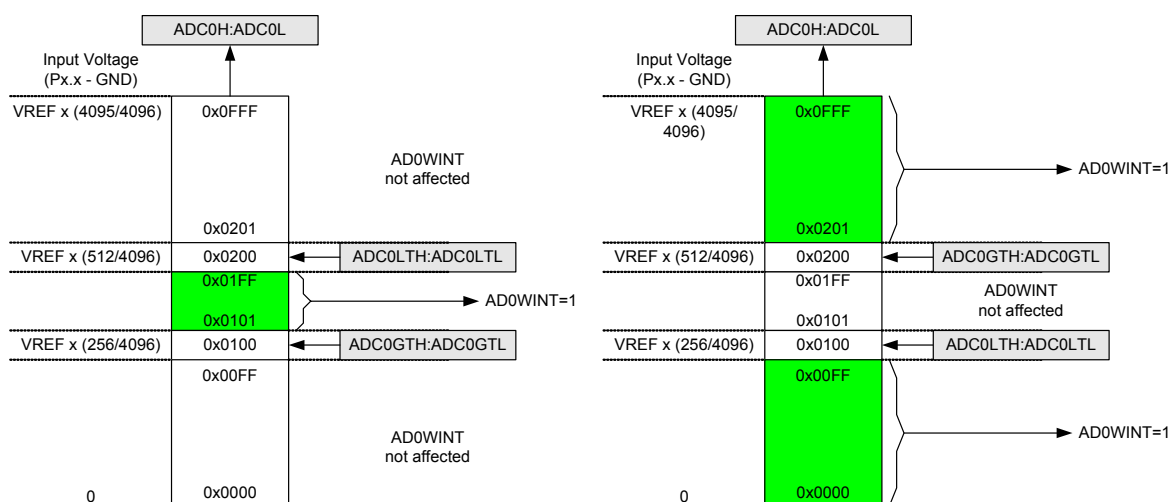 ADC0H:ADC0L
Input Voltage
(Px.x - GND)
VREF x (4095/4096)
0x0FFF
AD0WINT
not affected
0x0201
VREF x (512/4096)
0x0200
ADC0LTH:ADC0LTL
0x01FF
AD0WINT=1
0x0101
VREF x (256/4096)
0x0100
ADC0GTH:ADC0GTL
0x00FF
AD0WINT
not affected
0
0x0000
ADC0H:ADC0L
Input Voltage
(Px.x - GND)
VREF x (4095/
4096)
0x0FFF
AD0WINT=1
0x0201
VREF x (512/4096)
0x0200
ADC0GTH:ADC0GTL
0x01FF
AD0WINT
not affected
0x0101
VREF x (256/4096)
0x0100
ADC0LTH:ADC0LTL
0x00FF
AD0WINT=1
0
0x0000